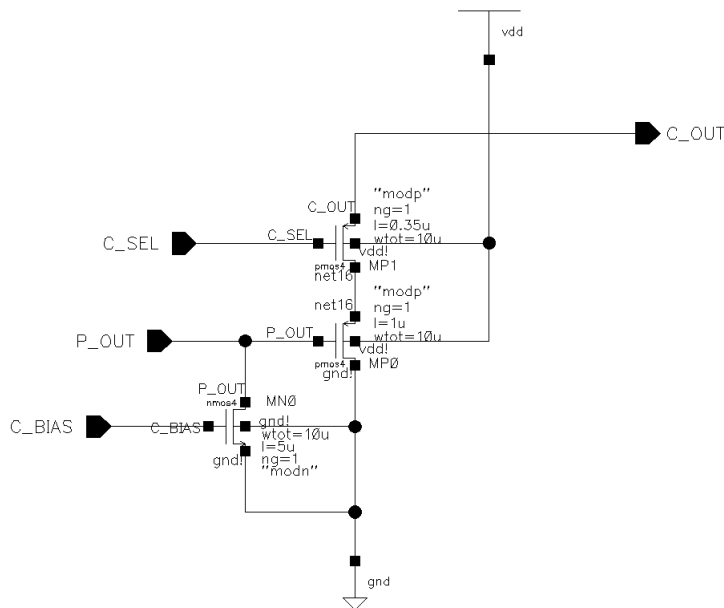 vdd
C_OUT
"modp"
ng=1
l=0.35u
wtot=10u
C_OUT
C_SEL
C_SEL
vdd!
pmos4
MP1
net16
"modp"
net16
ng=1
l=1u
wtot=10u
P_OUT
P_OUT
vdd!
pmos4
MP0
gnd!
P_OUT
nmos4
MN0
C_BIAS
C_BIAS
gnd!
wtot=10u
l=5u
gnd!
ng=1
"modn"
gnd